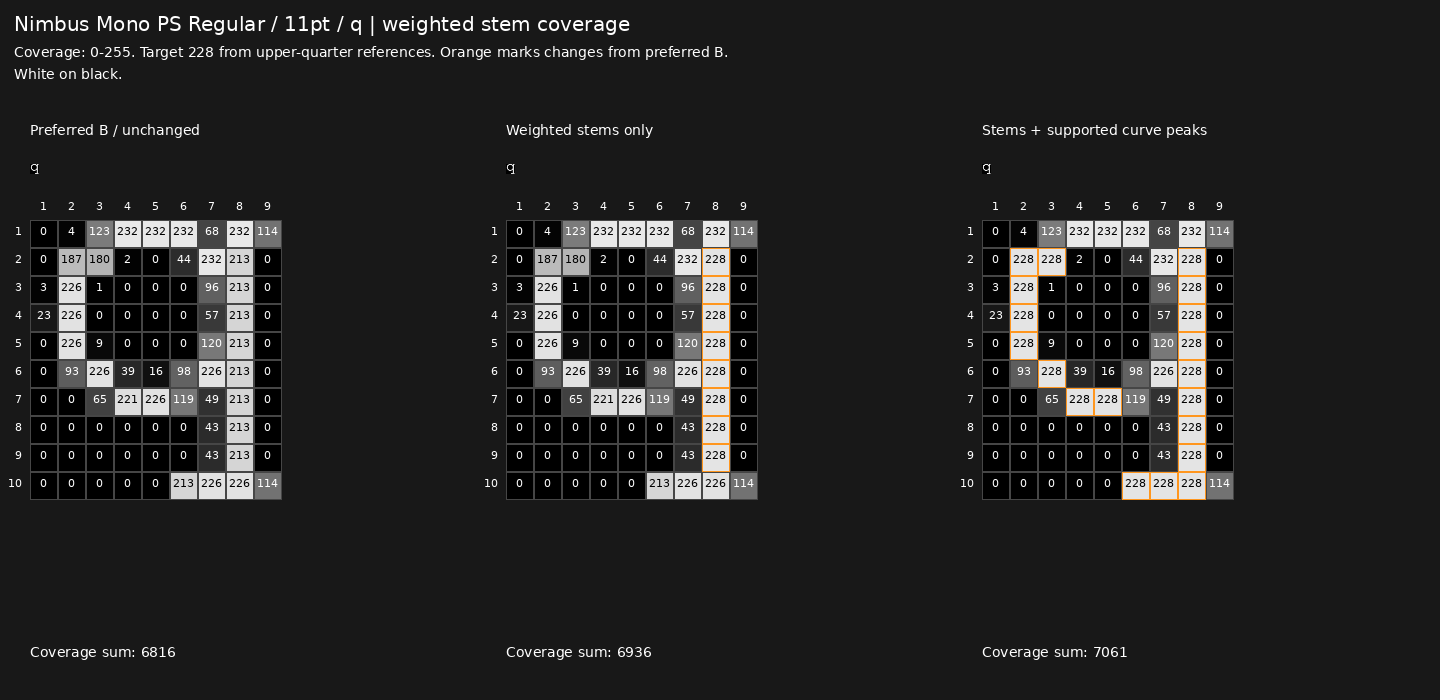 Nimbus Mono PS Regular / 11pt / q | weighted stem coverage
Coverage: 0-255. Target 228 from upper-quarter references. Orange marks changes from preferred B.
White on black.
Preferred B / unchanged
q
1 2 3 4 5 6 7 8 9
1 0 4 123 232 232 232 68 232 114
2 0 187 180 2 0 44 232 213 0
3 3 226 1 0 0 0 96 213 0
4 23 226 0 0 0 0 57 213 0
5 0 226 9 0 0 0 120 213 0
6 0 93 226 39 16 98 226 213 0
7 0 0 65 221 226 119 49 213 0
8 0 0 0 0 0 0 43 213 0
9 0 0 0 0 0 0 43 213 0
10 0 0 0 0 0 213 226 226 114
Coverage sum: 6816
Weighted stems only
q
1 2 3 4 5 6 7 8 9
1 0 4 123 232 232 232 68 232 114
2 0 187 180 2 0 44 232 228 0
3 3 226 1 0 0 0 96 228 0
4 23 226 0 0 0 0 57 228 0
5 0 226 9 0 0 0 120 228 0
6 0 93 226 39 16 98 226 228 0
7 0 0 65 221 226 119 49 228 0
8 0 0 0 0 0 0 43 228 0
9 0 0 0 0 0 0 43 228 0
10 0 0 0 0 0 213 226 226 114
Coverage sum: 6936
Stems + supported curve peaks
q
1 2 3 4 5 6 7 8 9
1 0 4 123 232 232 232 68 232 114
2 0 228 228 2 0 44 232 228 0
3 3 228 1 0 0 0 96 228 0
4 23 228 0 0 0 0 57 228 0
5 0 228 9 0 0 0 120 228 0
6 0 93 228 39 16 98 226 228 0
7 0 0 65 228 228 119 49 228 0
8 0 0 0 0 0 0 43 228 0
9 0 0 0 0 0 0 43 228 0
10 0 0 0 0 0 228 228 228 114
Coverage sum: 7061